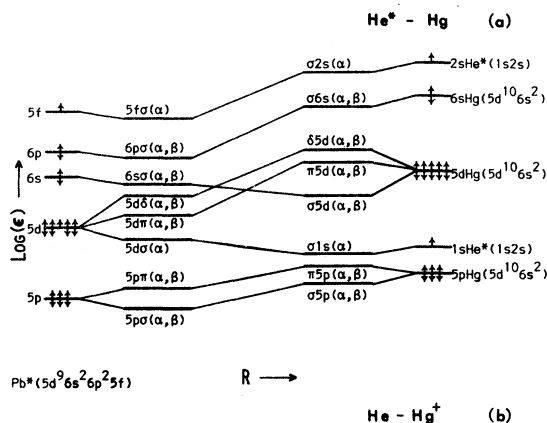 He* - Hg (a)
σ2s(α) 2sHe*(1s2s)
5f 5fσ(α) σ6s(α,β) 6sHg(5d¹⁰6s²)
6p 6pσ(α,β) δ5d(α,β)
6s 6sσ(α,β) π5d(α,β) 5dHg(5d¹⁰6s²)
5dδ(α,β) σ5d(α,β)
5d 5dπ(α,β)
5dσ(α) σ1s(α) 1sHe*(1s2s)
5pπ(α,β) π5p(α,β) 5pHg(5d¹⁰6s²)
5p 5pσ(α,β) σ5p(α,β)
LOG(ϵ)
Pb*(5d⁹6s²6p²5f) R
He - Hg⁺ (b)